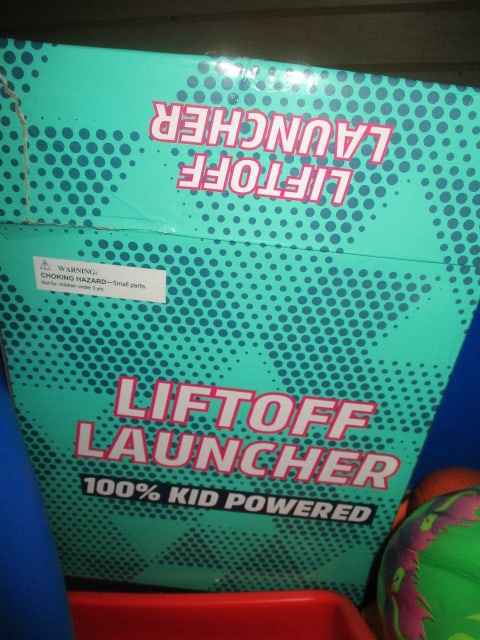 LIFTOFF
LAUNCHER
WARNING:
CHOKING HAZARD—Small parts.
Not for children under 3 yrs.
LIFTOFF
LAUNCHER
100% KID POWERED